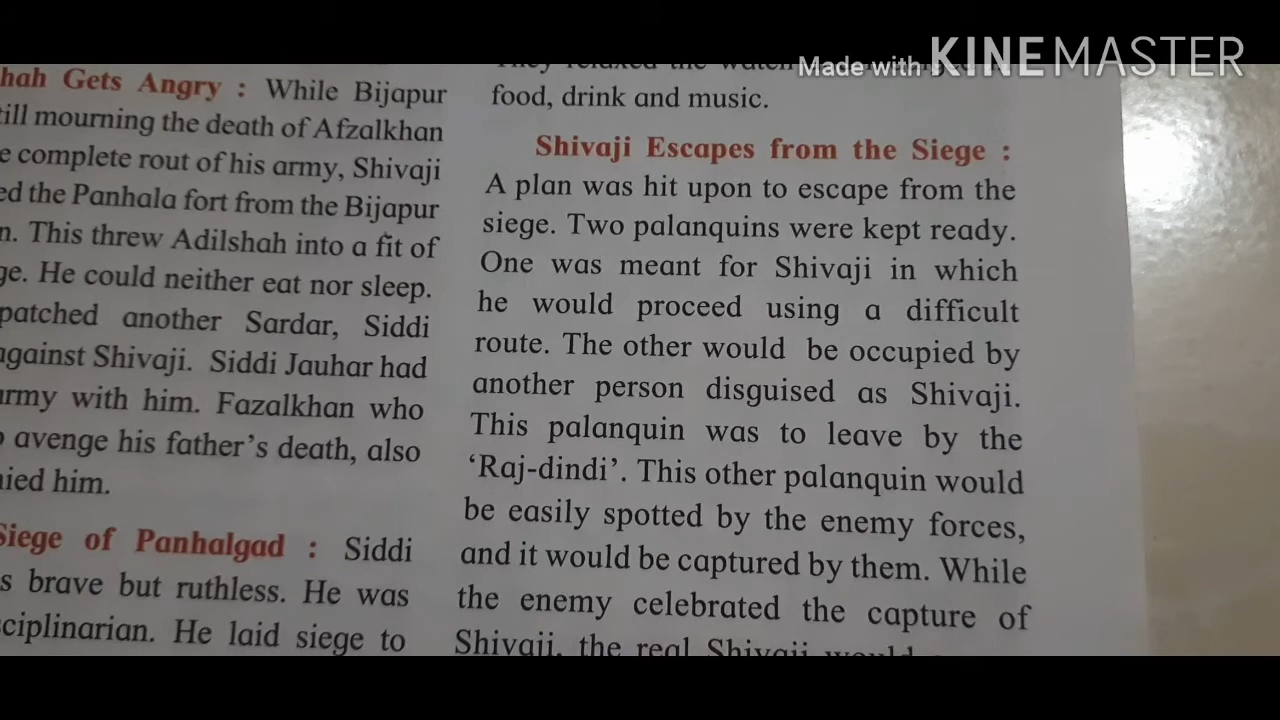 Made with KINEMASTER
hah Gets Angry : While Bijapur
till mourning the death of Afzalkhan
e complete rout of his army, Shivaji
ed the Panhala fort from the Bijapur
n. This threw Adilshah into a fit of
ge. He could neither eat nor sleep.
patched another Sardar, Siddi
against Shivaji. Siddi Jauhar had
army with him. Fazalkhan who
o avenge his father's death, also
nied him.
Siege of Panhalgad : Siddi
s brave but ruthless. He was
sciplinarian. He laid siege to
food, drink and music.
Shivaji Escapes from the Siege :
A plan was hit upon to escape from the
siege. Two palanquins were kept ready.
One was meant for Shivaji in which
he would proceed using a difficult
route. The other would be occupied by
another person disguised as Shivaji.
This palanquin was to leave by the
‘Raj-dindi’. This other palanquin would
be easily spotted by the enemy forces,
and it would be captured by them. While
the enemy celebrated the capture of
Shivaji, the real Shivaji would